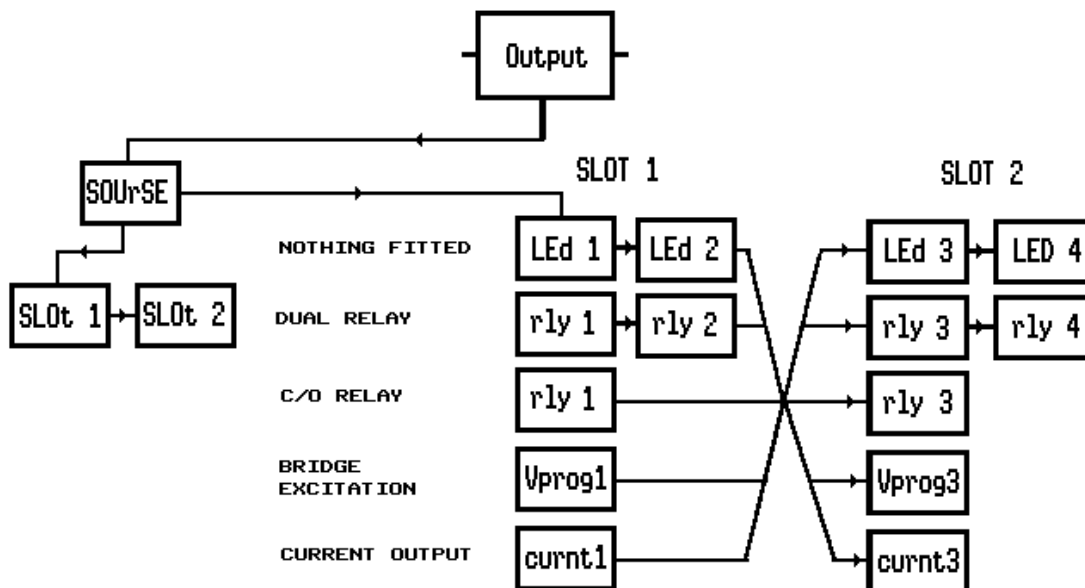 Output
SLOT 1
SLOT 2
SOUrSE
NOTHING FITTED
LEd 1
LEd 2
LEd 3
LED 4
SLOt 1
SLOt 2
DUAL RELAY
rly 1
rly 2
rly 3
rly 4
C/O RELAY
rly 1
rly 3
BRIDGE
EXCITATION
Vprog1
Vprog3
CURRENT OUTPUT
curnt1
curnt3